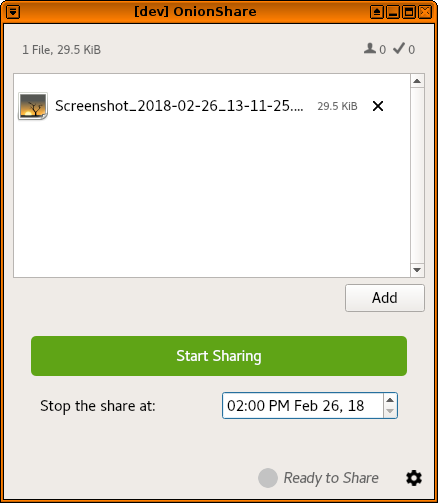 [dev] OnionShare
1 File, 29.5 KiB 0 0
Screenshot_2018-02-26_13-11-25.... 29.5 KiB
Add
Start Sharing
Stop the share at: 02:00 PM Feb 26, 18
Ready to Share